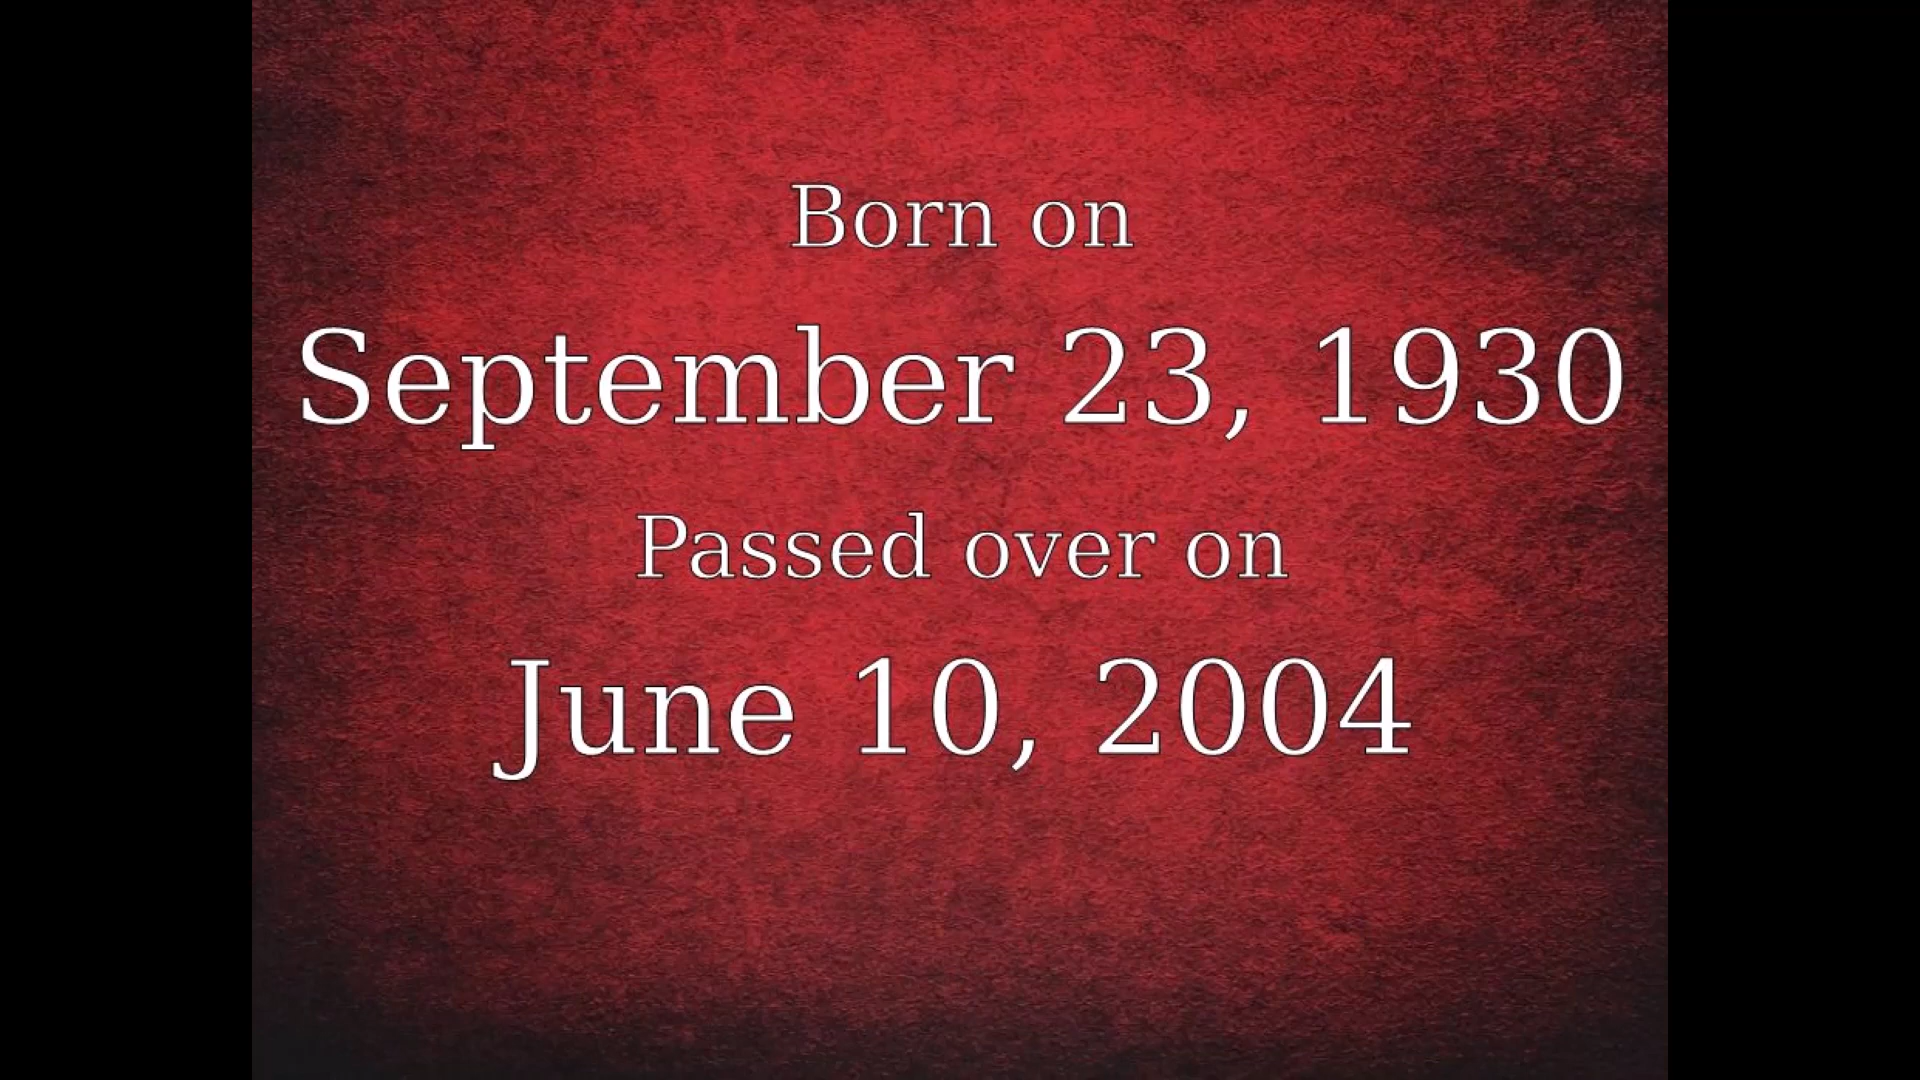 Born on
September 23, 1930
Passed over on
June 10, 2004